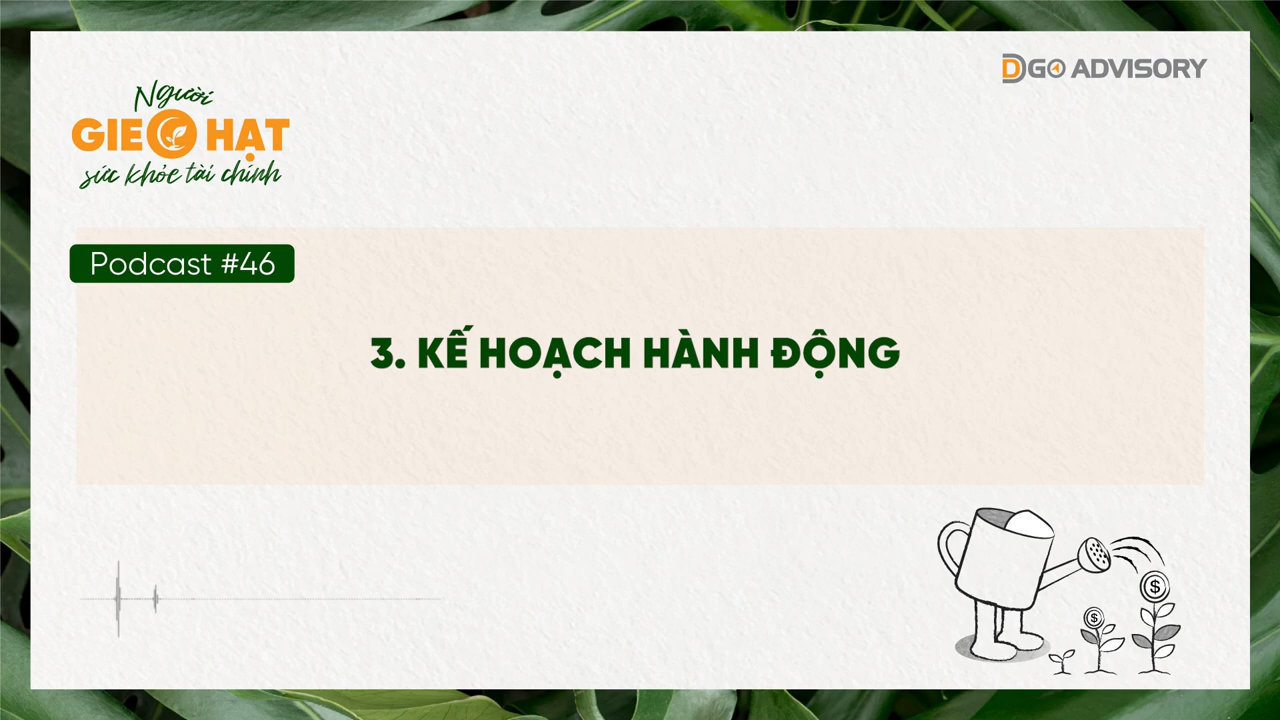 Người
GIEO HẠT
sức khỏe tài chính
DGO ADVISORY
Podcast #46
3. KẾ HOẠCH HÀNH ĐỘNG
$
$